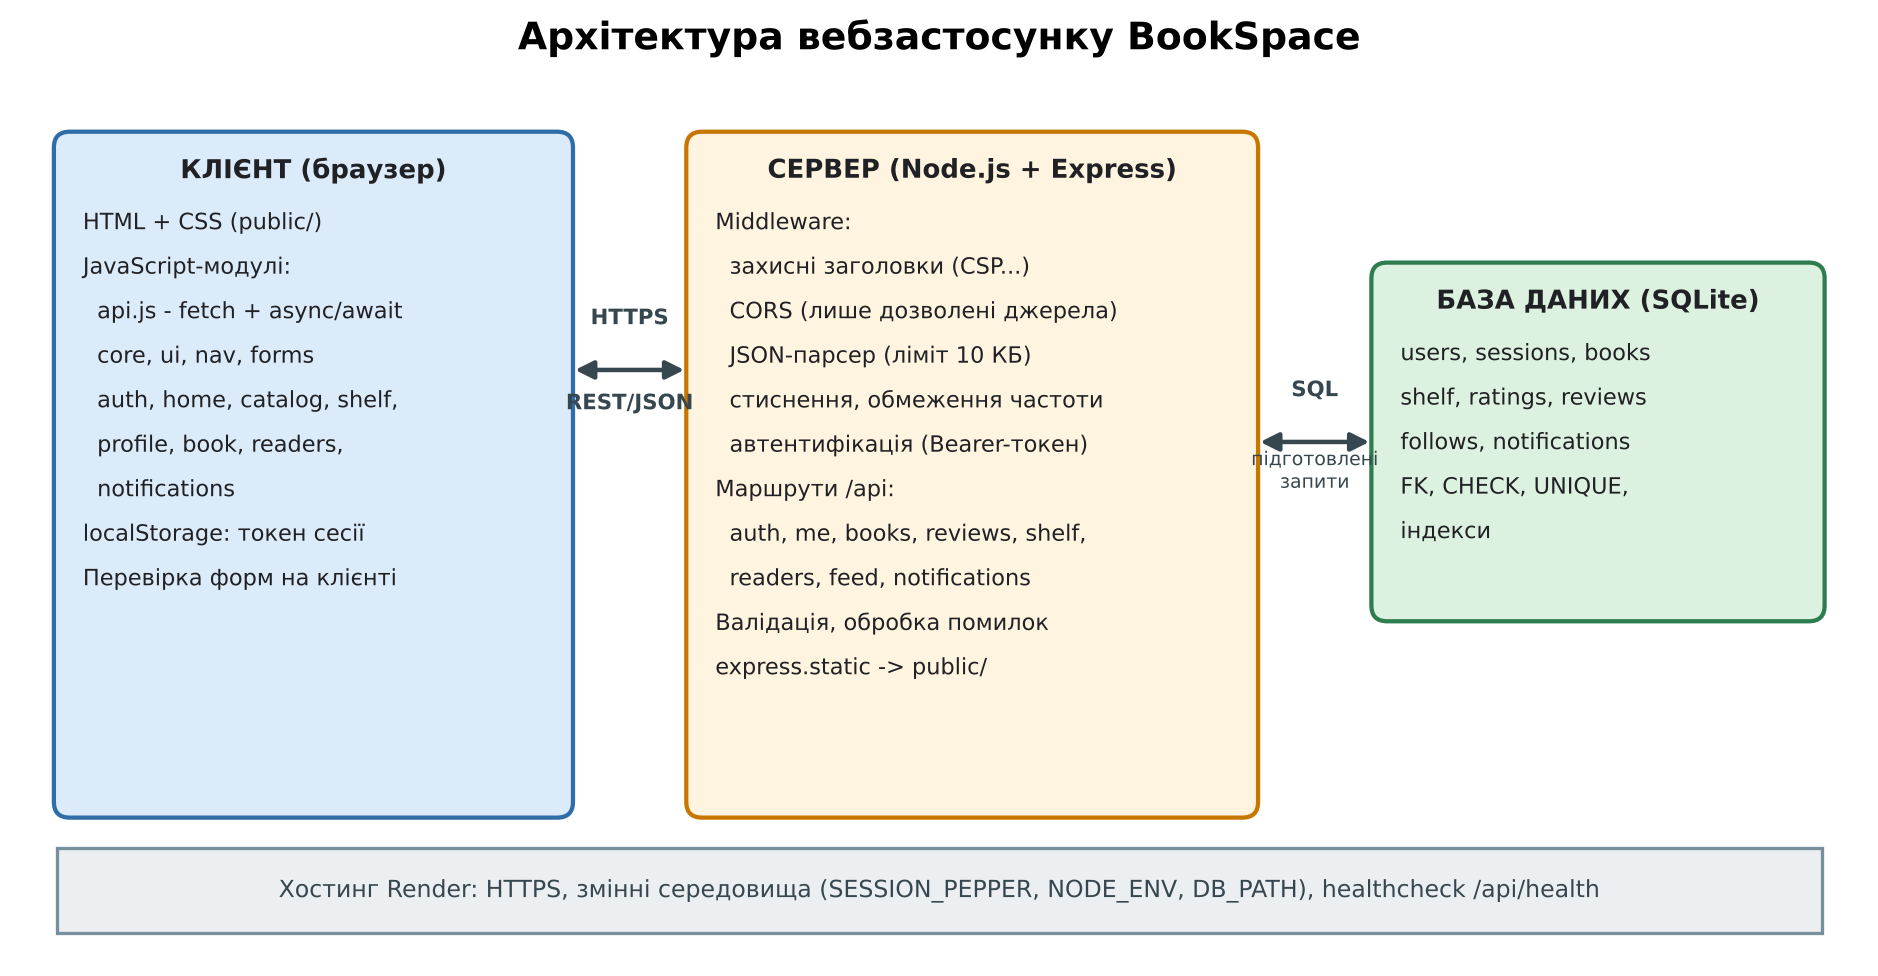 Архітектура вебзастосунку BookSpace
КЛІЄНТ (браузер)
HTML + CSS (public/)
JavaScript-модулі:
api.js - fetch + async/await
core, ui, nav, forms
auth, home, catalog, shelf,
profile, book, readers,
notifications
localStorage: токен сесії
Перевірка форм на клієнті
HTTPS
REST/JSON
СЕРВЕР (Node.js + Express)
Middleware:
захисні заголовки (CSP...)
CORS (лише дозволені джерела)
JSON-парсер (ліміт 10 КБ)
стиснення, обмеження частоти
автентифікація (Bearer-токен)
Маршрути /api:
auth, me, books, reviews, shelf,
readers, feed, notifications
Валідація, обробка помилок
express.static -> public/
SQL
підготовлені
запити
БАЗА ДАНИХ (SQLite)
users, sessions, books
shelf, ratings, reviews
follows, notifications
FK, CHECK, UNIQUE,
індекси
Хостинг Render: HTTPS, змінні середовища (SESSION_PEPPER, NODE_ENV, DB_PATH), healthcheck /api/health